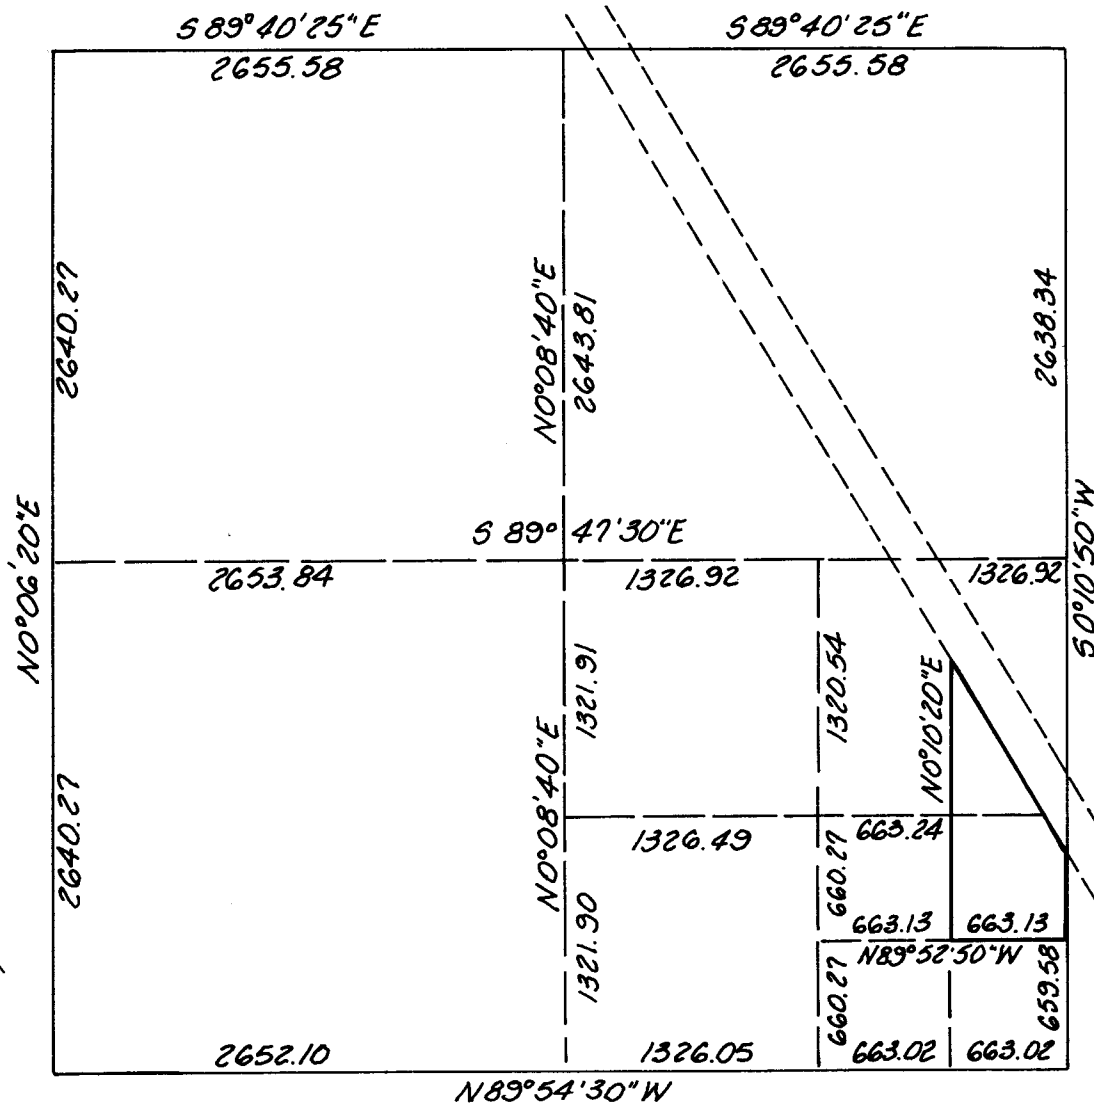 S 89° 40' 25" E
S 89° 40' 25" E
2655.58
2655.58
2640.27
N0°08'40"E
2643.81
2638.34
N0°06'20"E
S 89° 47'30"E
S0°10'50"W
2653.84
1326.92
1326.92
1321.91
1320.54
N0°10'20"E
2640.27
N0°08'40"E
1326.49
663.24
660.27
663.13
663.13
N89°52'50"W
1321.90
660.27
659.58
2652.10
1326.05
663.02
663.02
N89°54'30"W